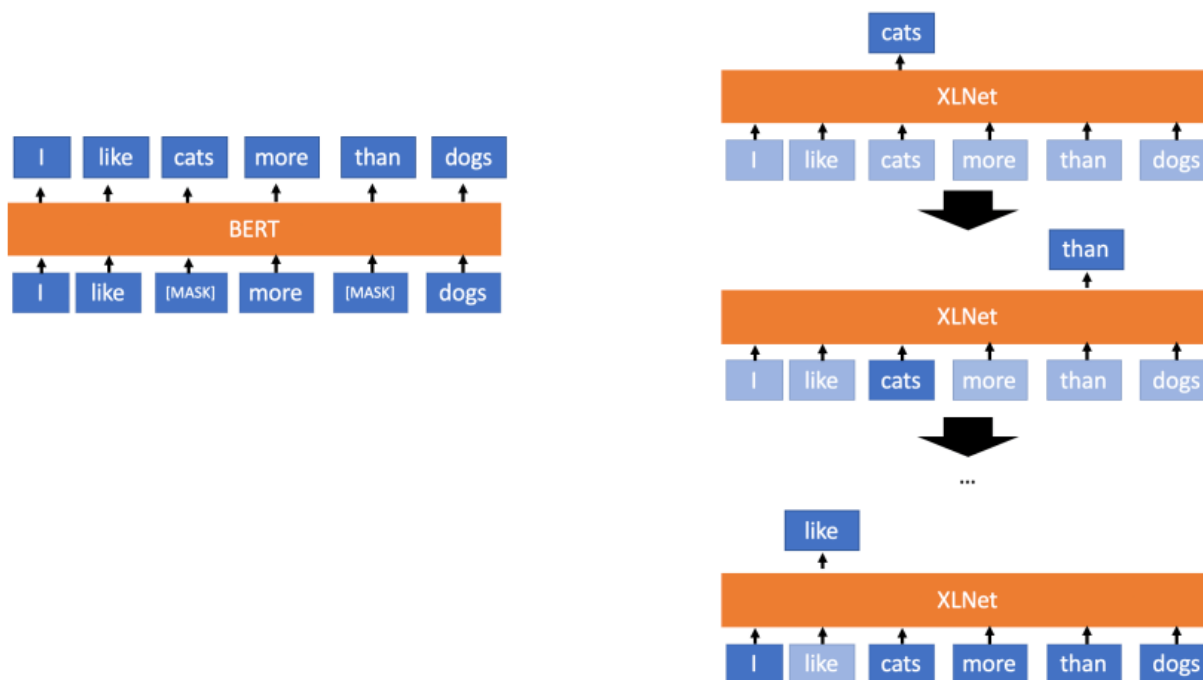 I like cats more than dogs
BERT
I like [MASK] more [MASK] dogs
cats
XLNet
I like cats more than dogs
than
XLNet
I like cats more than dogs
...
like
XLNet
I like cats more than dogs